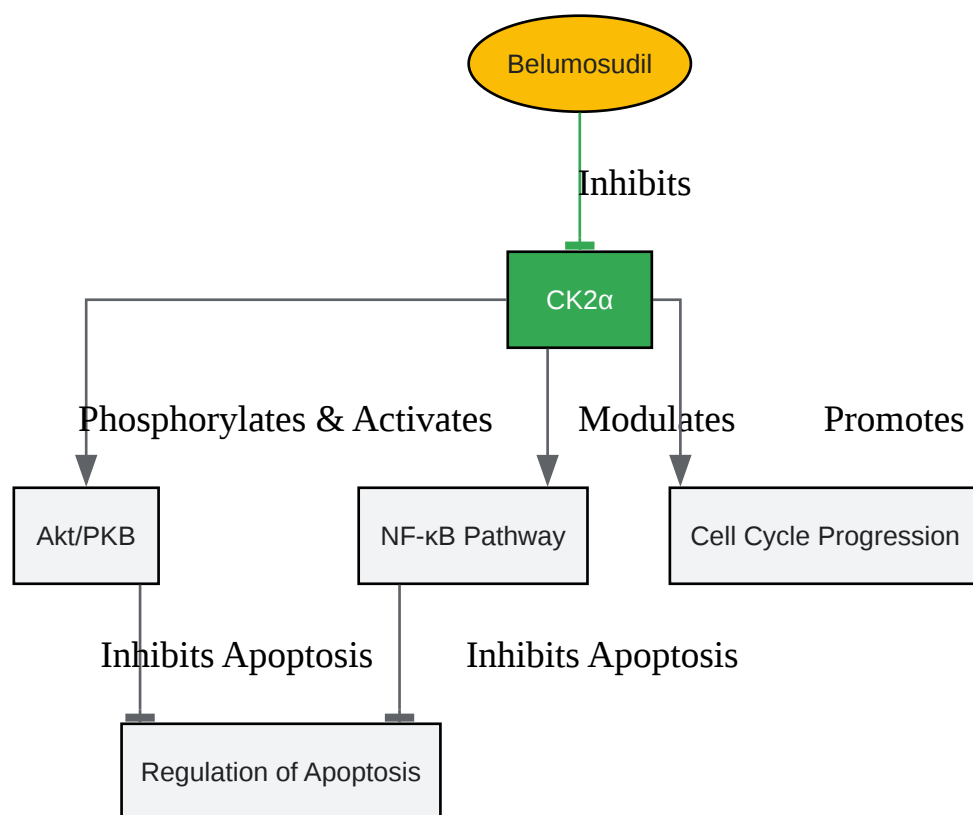 Belumosudil
Inhibits
CK2α
Phosphorylates & Activates
Modulates
Promotes
Akt/PKB
NF-κB Pathway
Cell Cycle Progression
Inhibits Apoptosis
Inhibits Apoptosis
Regulation of Apoptosis